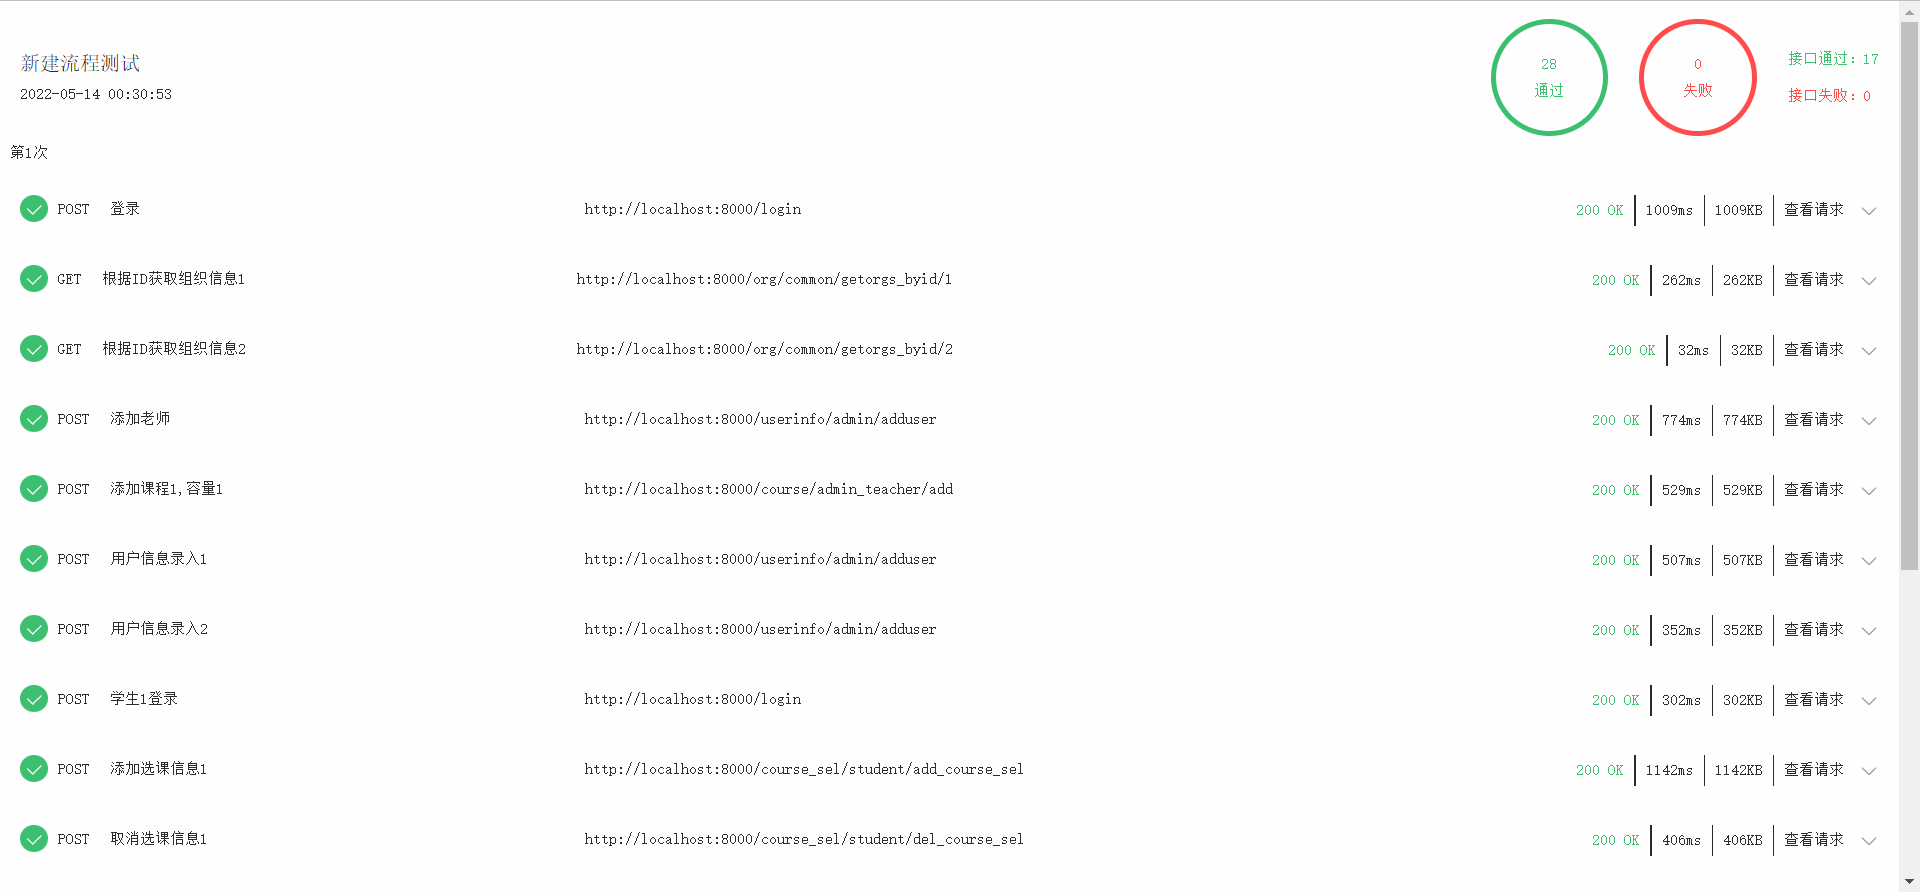 新建流程测试
2022-05-14 00:30:53
28
通过
0
失败
接口通过: 17
接口失败: 0
第1次
POST 登录 http://localhost:8000/login 200 OK 1009ms 1009KB 查看请求
GET 根据ID获取组织信息1 http://localhost:8000/org/common/getorgs_byid/1 200 OK 262ms 262KB 查看请求
GET 根据ID获取组织信息2 http://localhost:8000/org/common/getorgs_byid/2 200 OK 32ms 32KB 查看请求
POST 添加老师 http://localhost:8000/userinfo/admin/adduser 200 OK 774ms 774KB 查看请求
POST 添加课程1,容量1 http://localhost:8000/course/admin_teacher/add 200 OK 529ms 529KB 查看请求
POST 用户信息录入1 http://localhost:8000/userinfo/admin/adduser 200 OK 507ms 507KB 查看请求
POST 用户信息录入2 http://localhost:8000/userinfo/admin/adduser 200 OK 352ms 352KB 查看请求
POST 学生1登录 http://localhost:8000/login 200 OK 302ms 302KB 查看请求
POST 添加选课信息1 http://localhost:8000/course_sel/student/add_course_sel 200 OK 1142ms 1142KB 查看请求
POST 取消选课信息1 http://localhost:8000/course_sel/student/del_course_sel 200 OK 406ms 406KB 查看请求